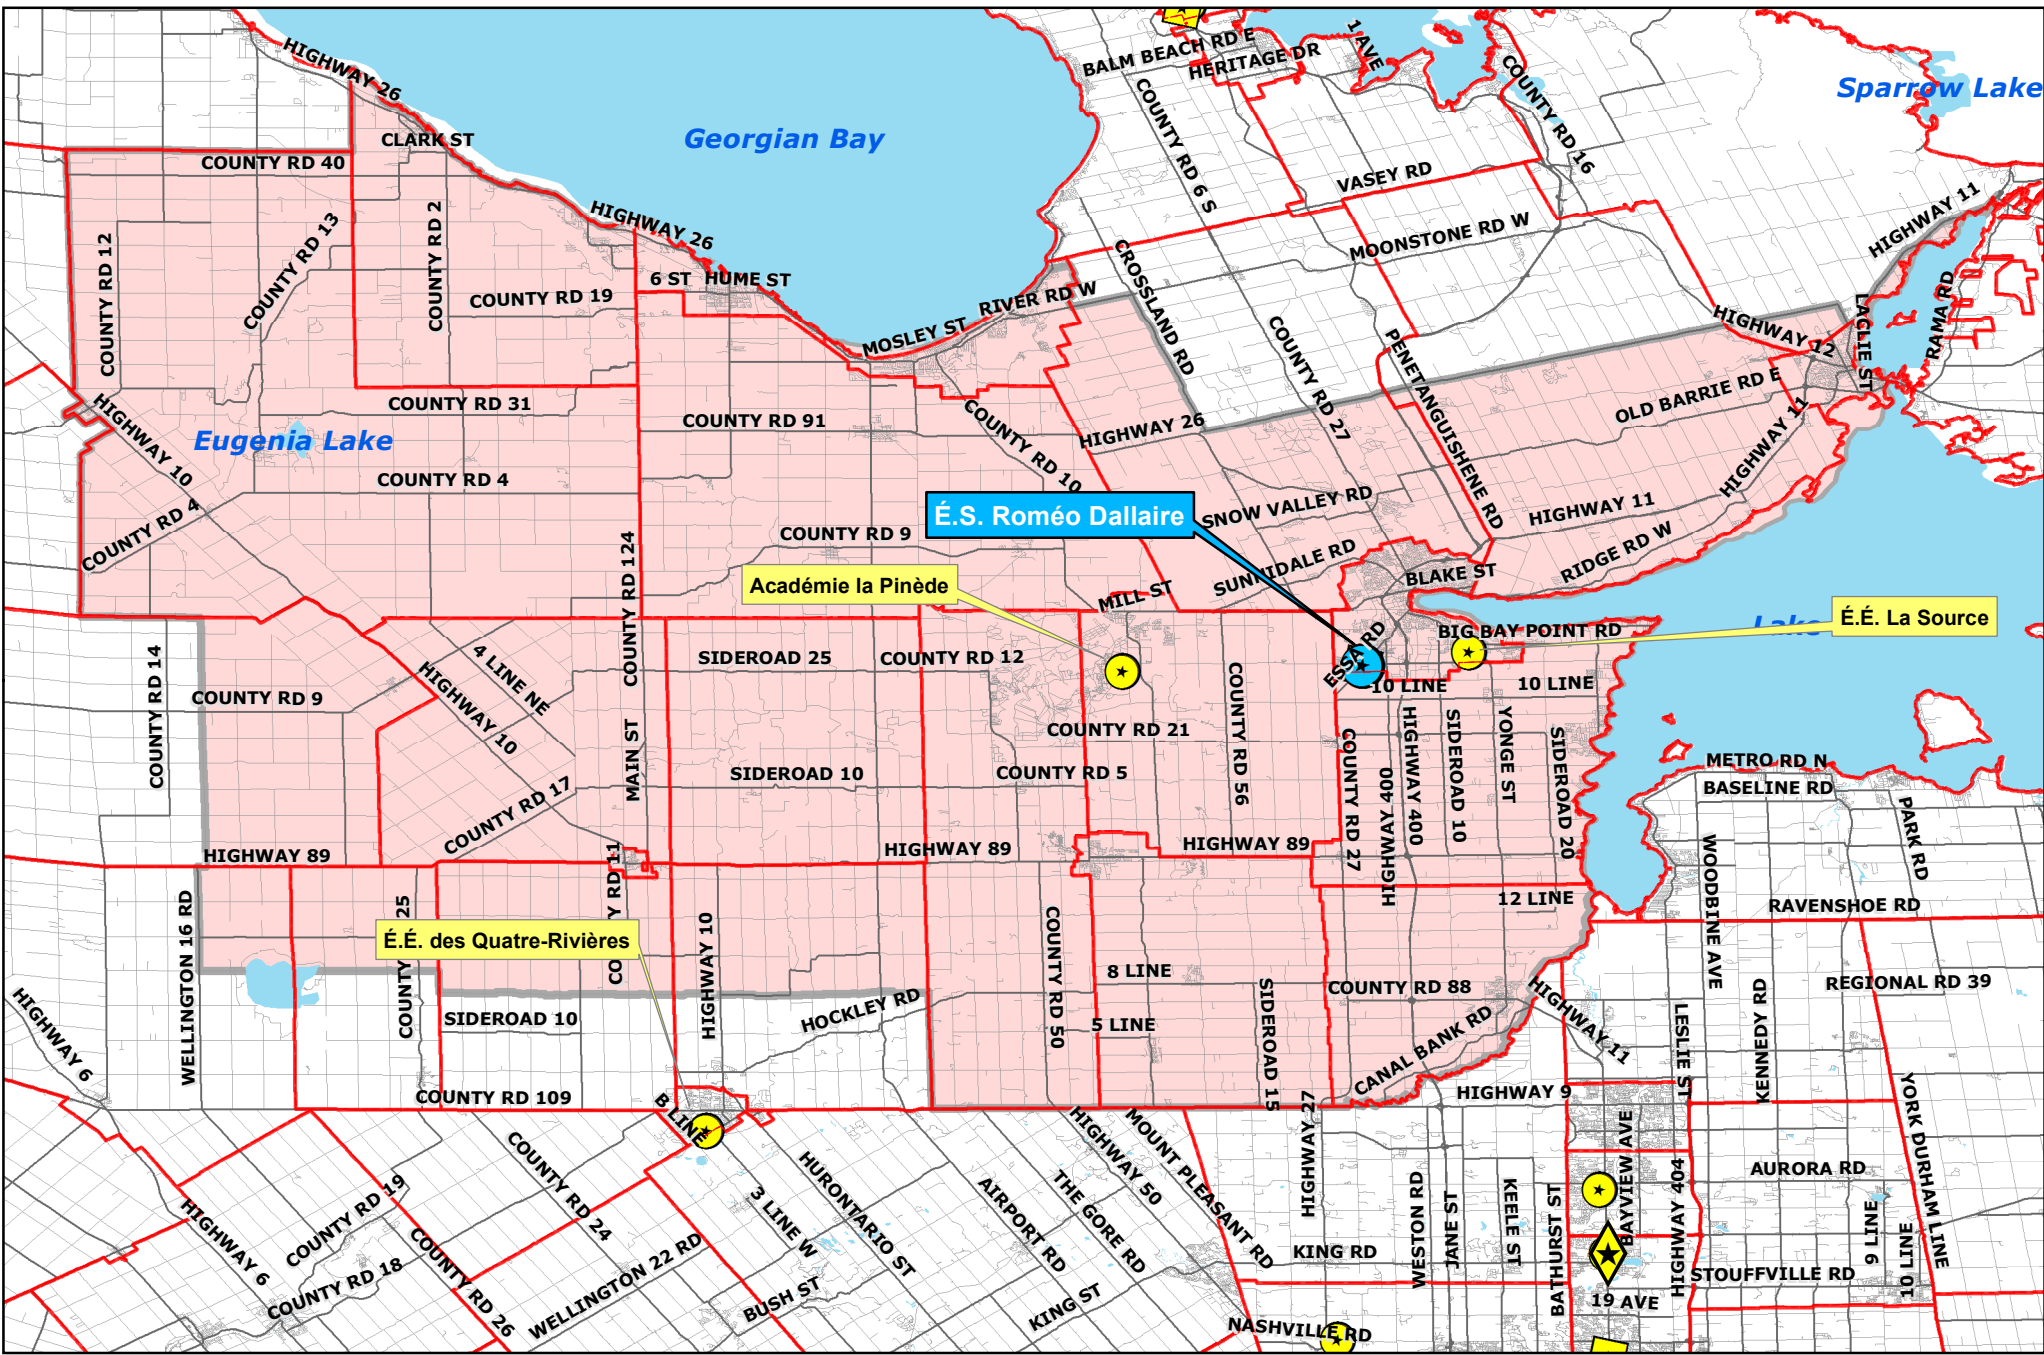 BALM BEACH RD E
HERITAGE DR
1 AVE
COUNTY RD 16
HIGHWAY 26
Sparrow Lake
CLARK ST
Georgian Bay
COUNTY RD 40
COUNTY RD 6 S
VASEY RD
HIGHWAY 11
COUNTY RD 12
COUNTY RD 13
COUNTY RD 2
HIGHWAY 26
MOONSTONE RD W
CROSSLAND RD
6 ST
HUME ST
COUNTY RD 19
RIVER RD W
MOSLEY ST
COUNTY RD 27
PENETANGUISHENE RD
HIGHWAY 12
LACLIE ST
RAMA RD
HIGHWAY 10
COUNTY RD 31
COUNTY RD 91
COUNTY RD 10
HIGHWAY 26
OLD BARRIE RD E
HIGHWAY 11
Eugenia Lake
COUNTY RD 4
COUNTY RD 4
É.S. Roméo Dallaire
SNOW VALLEY RD
HIGHWAY 11
COUNTY RD 9
COUNTY RD 124
RIDGE RD W
SUNNIDALE RD
BLAKE ST
Académie la Pinède
MILL ST
Lake
É.É. La Source
BIG BAY POINT RD
ESSA RD
COUNTY RD 14
COUNTY RD 9
4 LINE NE
HIGHWAY 10
SIDEROAD 25
COUNTY RD 12
COUNTY RD 56
10 LINE
10 LINE
COUNTY RD 21
MAIN ST
SIDEROAD 10
COUNTY RD 5
COUNTY RD 27
HIGHWAY 400
HIGHWAY 400
SIDEROAD 10
YONGE ST
SIDEROAD 20
METRO RD N
BASELINE RD
PARK RD
COUNTY RD 17
HIGHWAY 89
HIGHWAY 89
HIGHWAY 89
WOODBINE AVE
12 LINE
RAVENSHOE RD
WELLINGTON 16 RD
É.É. des Quatre-Rivières
HIGHWAY 10
COUNTY RD 50
8 LINE
SIDEROAD 15
COUNTY RD 88
REGIONAL RD 39
HIGHWAY 6
SIDEROAD 10
HOCKLEY RD
5 LINE
CANAL BANK RD
HIGHWAY 11
LESLIE ST
KENNEDY RD
COUNTY RD 109
B LINE
HIGHWAY 9
HIGHWAY 27
HIGHWAY 50
MOUNT PLEASANT RD
COUNTY RD 24
HURONTARIO ST
3 LINE W
AIRPORT RD
THE GORE RD
WESTON RD
JANE ST
KEELE ST
BATHURST ST
BAYVIEW AVE
HIGHWAY 404
AURORA RD
YORK DURHAM LINE
9 LINE
10 LINE
COUNTY RD 19
HIGHWAY 6
COUNTY RD 18
COUNTY RD 26
WELLINGTON 22 RD
BUSH ST
KING ST
KING RD
STOUFFVILLE RD
19 AVE
NASHVILLE RD